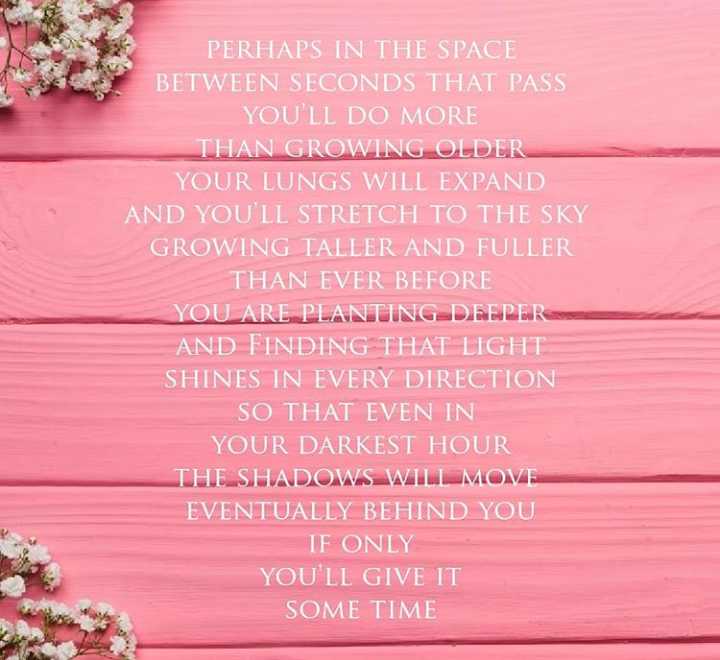 PERHAPS IN THE SPACE
BETWEEN SECONDS THAT PASS
YOU'LL DO MORE
THAN GROWING OLDER
YOUR LUNGS WILL EXPAND
AND YOU'LL STRETCH TO THE SKY
GROWING TALLER AND FULLER
THAN EVER BEFORE
YOU ARE PLANTING DEEPER
AND FINDING THAT LIGHT
SHINES IN EVERY DIRECTION
SO THAT EVEN IN
YOUR DARKEST HOUR
THE SHADOWS WILL MOVE
EVENTUALLY BEHIND YOU
IF ONLY
YOU'LL GIVE IT
SOME TIME